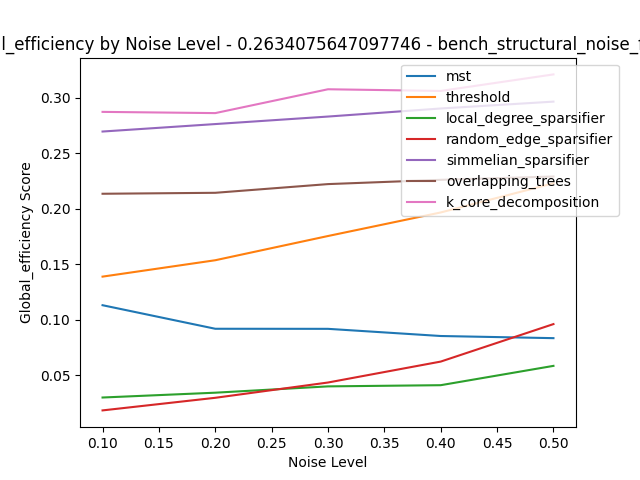 l_efficiency by Noise Level - 0.2634075647097746 - bench_structural_noise_
mst
threshold
local_degree_sparsifier
random_edge_sparsifier
simmelian_sparsifier
overlapping_trees
k_core_decomposition
Global_efficiency Score
0.30
0.25
0.20
0.15
0.10
0.05
0.10
0.15
0.20
0.25
0.30
0.35
0.40
0.45
0.50
Noise Level